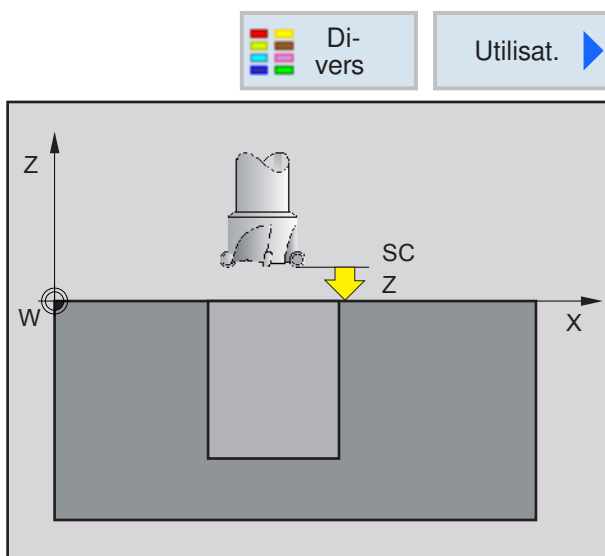 Di-
vers
Utilisat.
Z
SC
Z
W
X